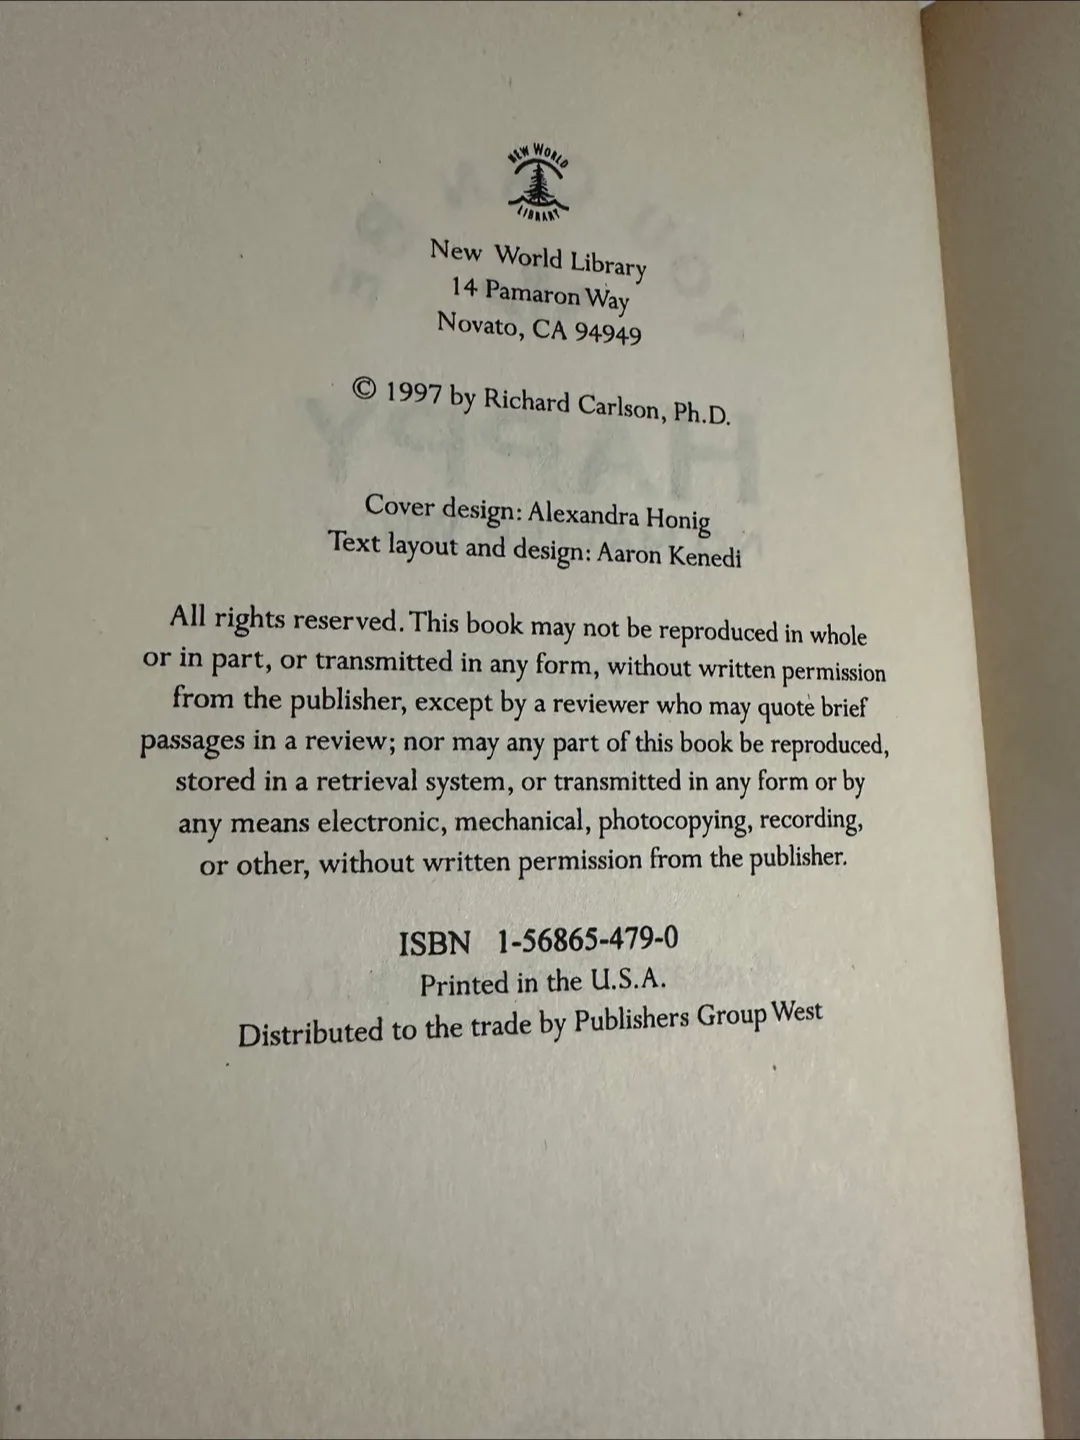 NEW WORLD
LIBRARY
New World Library
14 Pamaron Way
Novato, CA 94949
© 1997 by Richard Carlson, Ph.D.
Cover design: Alexandra Honig
Text layout and design: Aaron Kenedi
All rights reserved. This book may not be reproduced in whole
or in part, or transmitted in any form, without written permission
from the publisher, except by a reviewer who may quote brief
passages in a review; nor may any part of this book be reproduced,
stored in a retrieval system, or transmitted in any form or by
any means electronic, mechanical, photocopying, recording,
or other, without written permission from the publisher.
ISBN 1-56865-479-0
Printed in the U.S.A.
Distributed to the trade by Publishers Group West